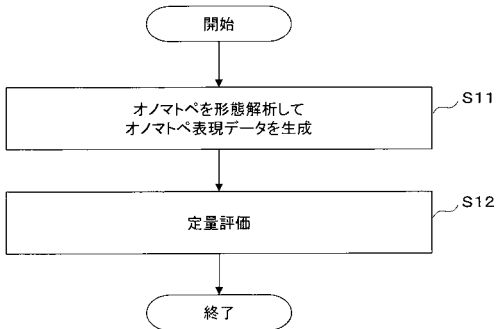 開始
オノマトペを形態解析して
オノマトペ表現データを生成
S11
定量評価
S12
終了